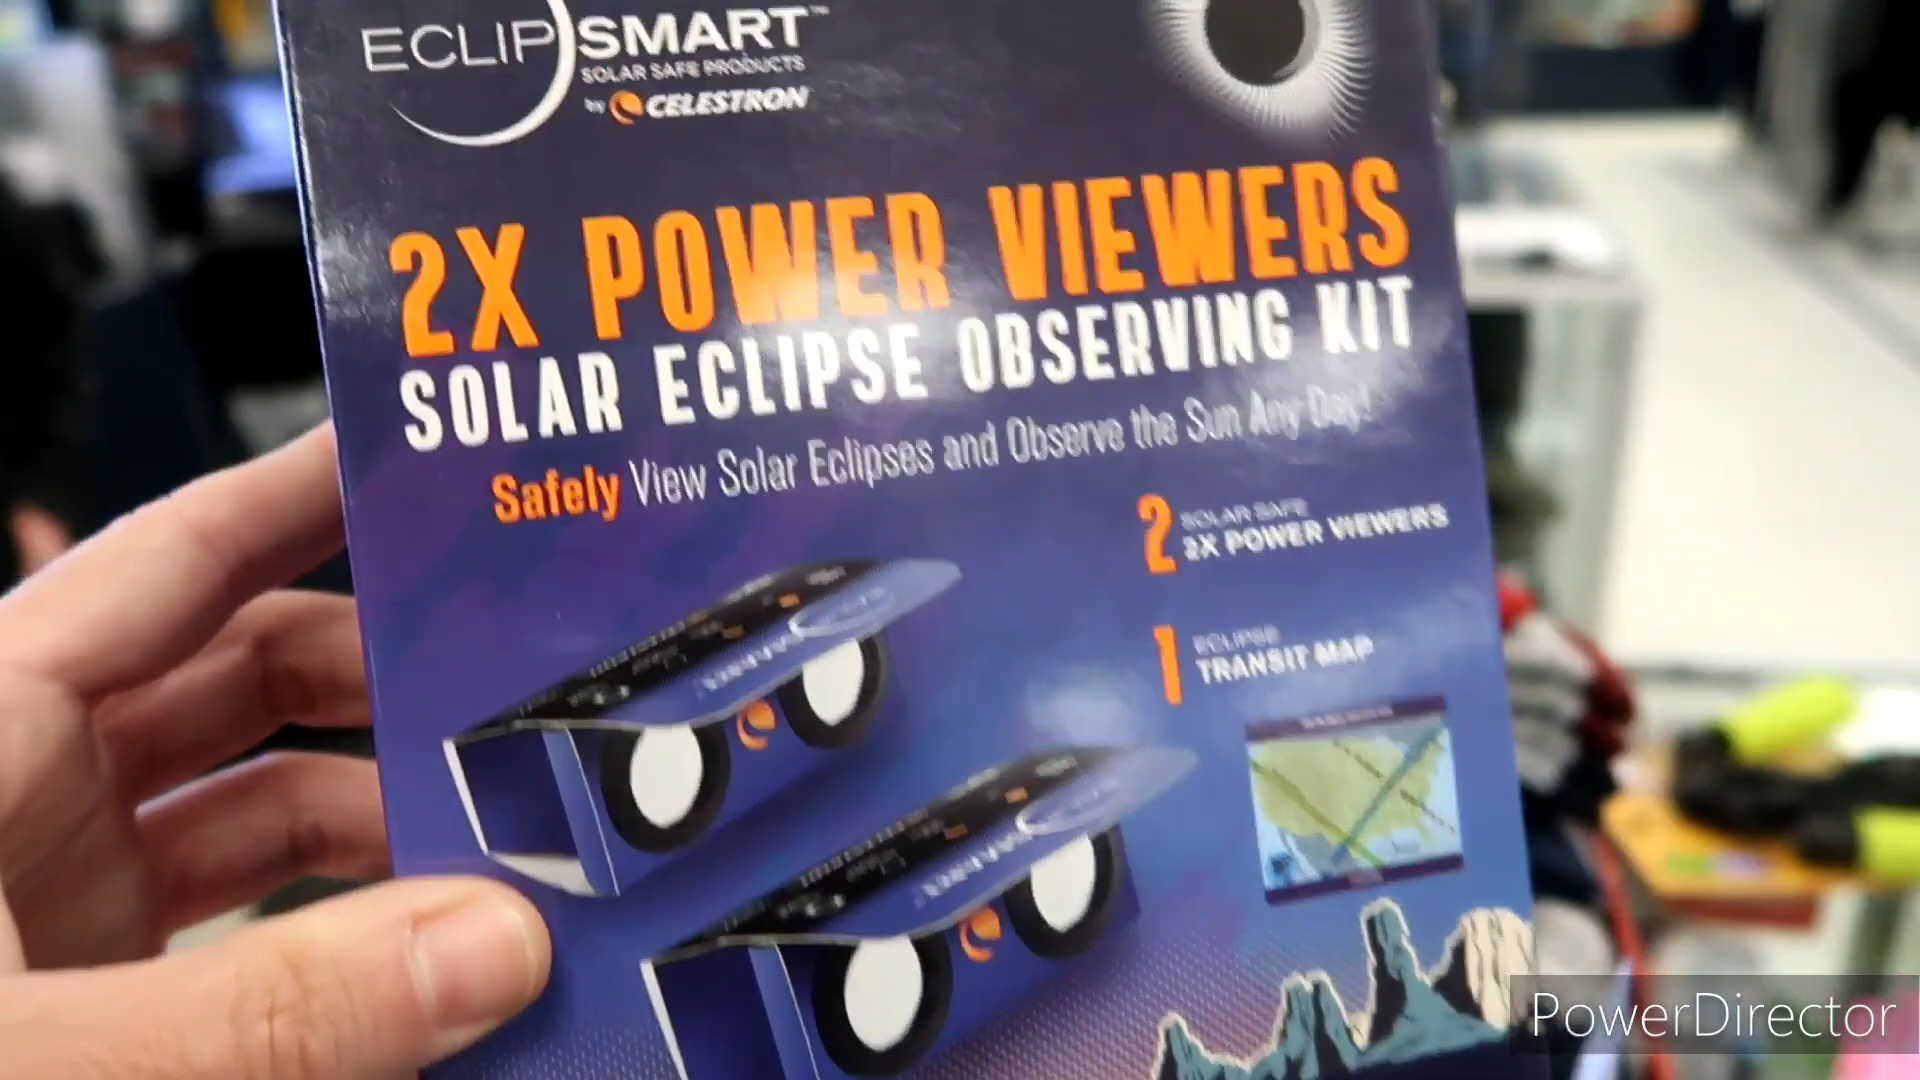 ECLIPSMART™
SOLAR SAFE PRODUCTS
by CELESTRON
2X POWER VIEWERS
SOLAR ECLIPSE OBSERVING KIT
Safely View Solar Eclipses and Observe the Sun Any Day!
2 SOLAR SAFE
2X POWER VIEWERS
1 ECLIPSE
TRANSIT MAP
PowerDirector